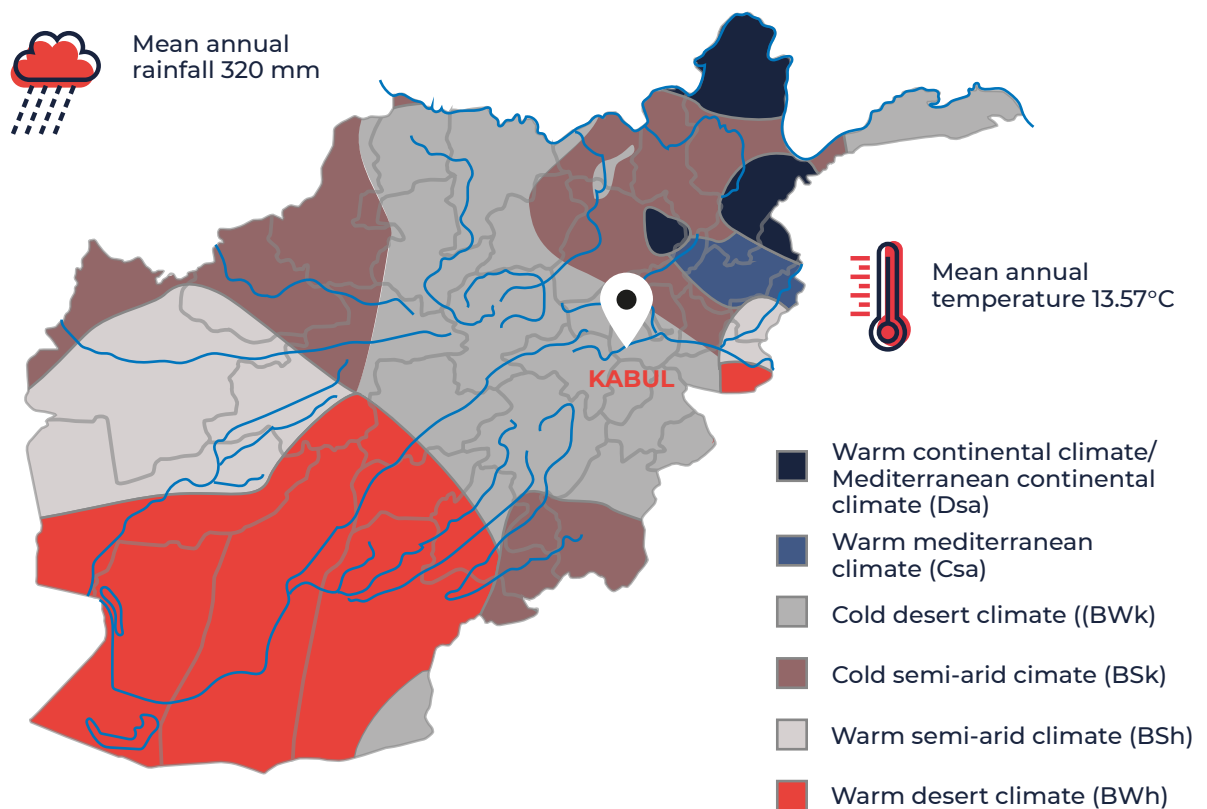 Mean annual
rainfall 320 mm
Mean annual
temperature 13.57°C
KABUL
Warm continental climate/
Mediterranean continental
climate (Dsa)
Warm mediterranean
climate (Csa)
Cold desert climate ((BWk)
Cold semi-arid cimate (BSk)
Warm semi-arid climate (BSh)
Warm desert climate (BWh)